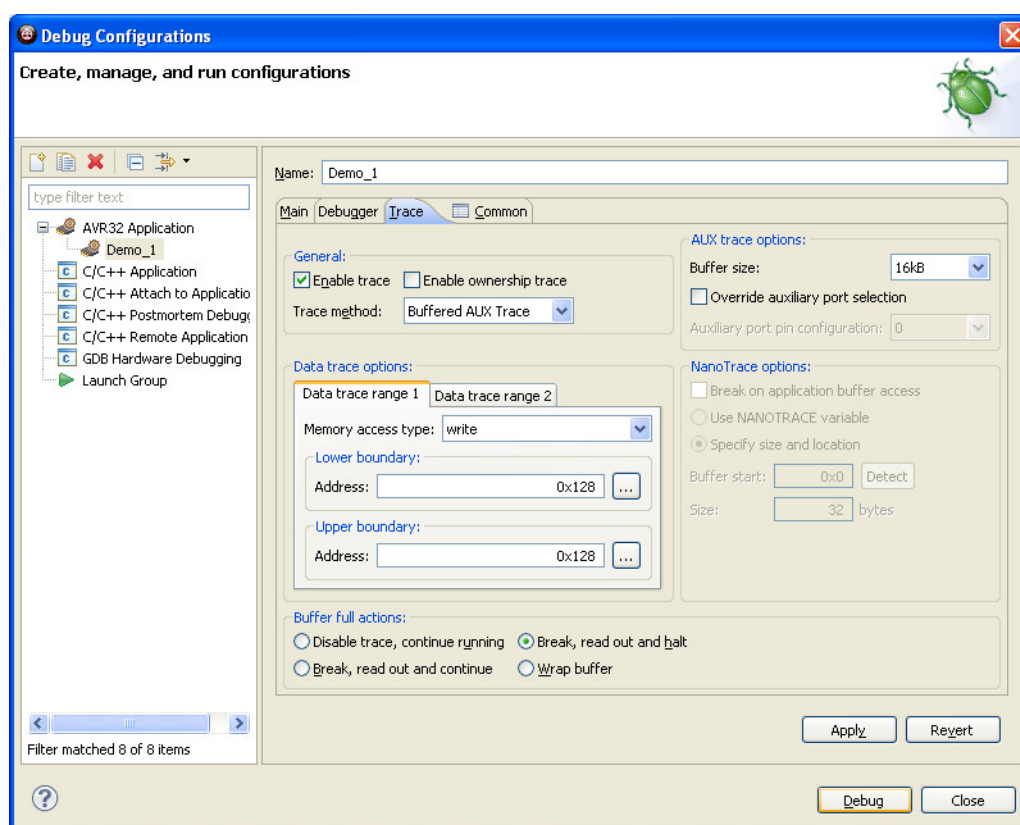 Debug Configurations
Create, manage, and run configurations
type filter text
AVR32 Application
Demo_1
C/C++ Application
C/C++ Attach to Applicatio
C/C++ Postmortem Debugg
C/C++ Remote Application
GDB Hardware Debugging
Launch Group
Filter matched 8 of 8 items
Name: Demo_1
Main Debugger Trace Common
General:
Enable trace Enable ownership trace
Trace method: Buffered AUX Trace
AUX trace options:
Buffer size: 16kB
Override auxiliary port selection
Auxiliary port pin configuration: 0
Data trace options:
Data trace range 1 Data trace range 2
Memory access type: write
Lower boundary:
Address: 0x128 ...
Upper boundary:
Address: 0x128 ...
NanoTrace options:
Break on application buffer access
Use NANOTRACE variable
Specify size and location
Buffer start: 0x0 Detect
Size: 32 bytes
Buffer full actions:
Disable trace, continue running Break, read out and halt
Break, read out and continue Wrap buffer
Apply Revert
? Debug Close